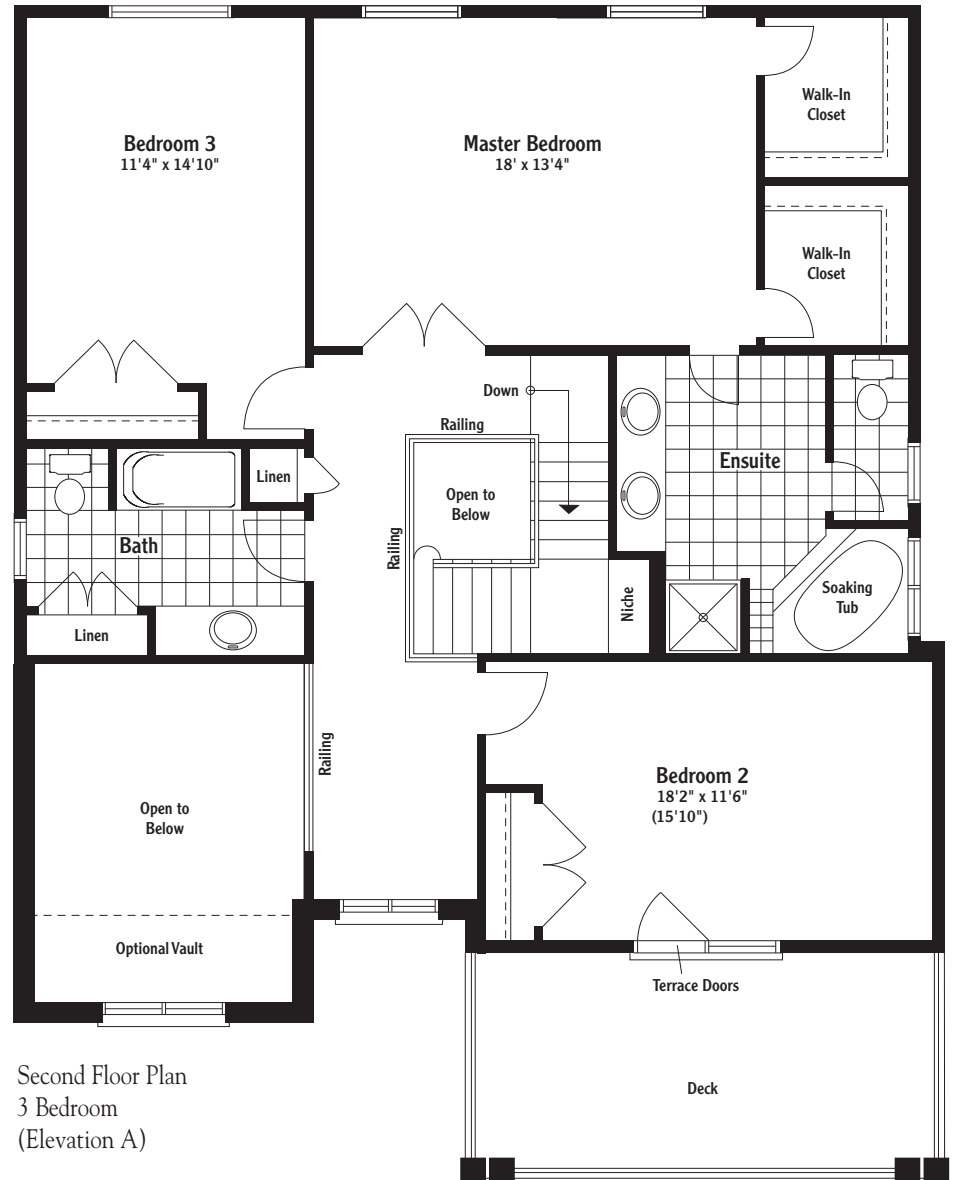 Bedroom 3
11'4" x 14'10"
Master Bedroom
18' x 13'4"
Walk-In
Closet
Walk-In
Closet
Down
Railing
Linen
Open to
Below
Ensuite
Bath
Railing
Soaking
Tub
Niche
Linen
Railing
Bedroom 2
18'2" x 11'6"
(15'10")
Open to
Below
Optional Vault
Terrace Doors
Deck
Second Floor Plan
3 Bedroom
(Elevation A)